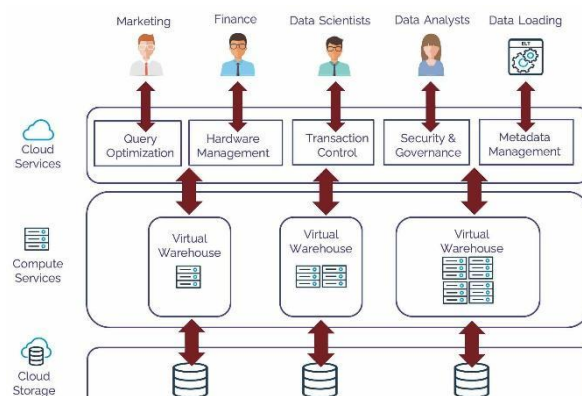 Marketing
Finance
Data Scientists
Data Analysts
Data Loading
ELT
Cloud
Services
Query
Optimization
Hardware
Management
Transaction
Control
Security &
Governance
Metadata
Management
Compute
Services
Virtual
Warehouse
Virtual
Warehouse
Virtual
Warehouse
Cloud
Storage